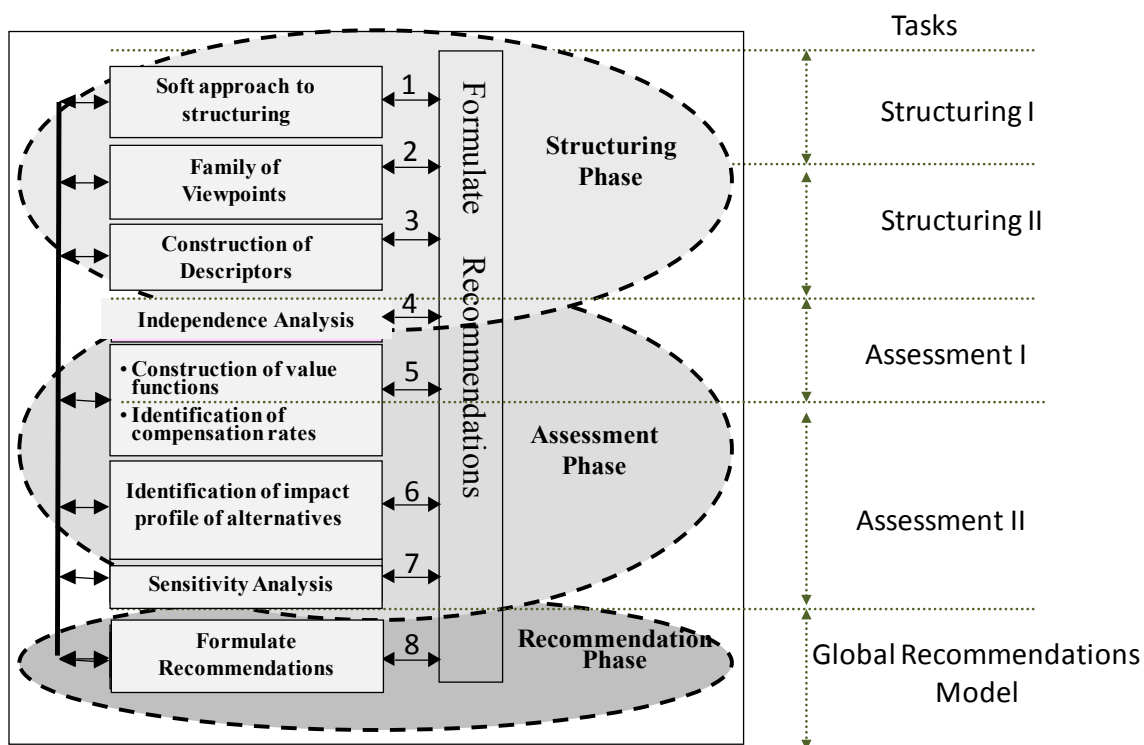 Tasks
Soft approach to
structuring
1
Structuring I
Structuring
Phase
2
Family of
Viewpoints
3
Structuring II
Construction of
Descriptors
Formulate Recommendations
Independence Analysis
4
Assessment I
• Construction of value
functions
5
• Identification of
compensation rates
Assessment
Phase
Identification of impact
profile of alternatives
6
Assessment II
Sensitivity Analysis
7
Formulate
Recommendations
8
Recommendation
Phase
Global Recommendations
Model